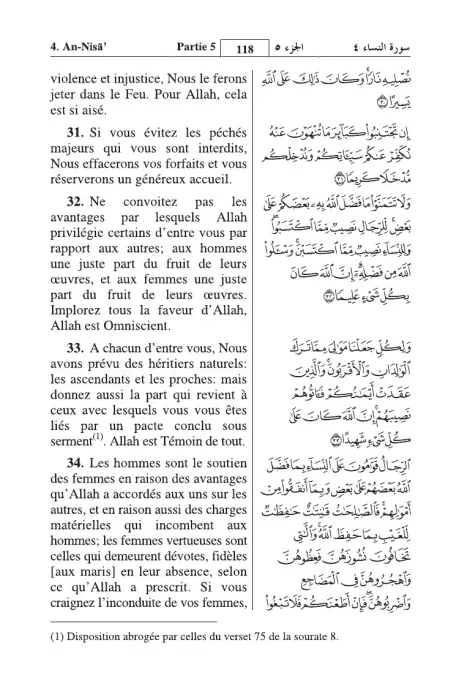 4. An-Nisā’ Partie 5 118 الجزء ٥ سورة النساء ٤
violence et injustice, Nous le ferons
jeter dans le Feu. Pour Allah, cela
est si aisé.
31. Si vous évitez les péchés
majeurs qui vous sont interdits,
Nous effacerons vos forfaits et vous
réserverons un généreux accueil.
32. Ne convoitez pas les
avantages par lesquels Allah
privilégie certains d’entre vous par
rapport aux autres; aux hommes
une juste part du fruit de leurs
œuvres, et aux femmes une juste
part du fruit de leurs œuvres.
Implorez tous la faveur d’Allah,
Allah est Omniscient.
33. A chacun d’entre vous, Nous
avons prévu des héritiers naturels:
les ascendants et les proches: mais
donnez aussi la part qui revient à
ceux avec lesquels vous vous êtes
liés par un pacte conclu sous
serment(1). Allah est Témoin de tout.
34. Les hommes sont le soutien
des femmes en raison des avantages
qu’Allah a accordés aux uns sur les
autres, et en raison aussi des charges
matérielles qui incombent aux
hommes; les femmes vertueuses sont
celles qui demeurent dévotes, fidèles
[aux maris] en leur absence, selon
ce qu’Allah a prescrit. Si vous
craignez l’inconduite de vos femmes,
نُصْلِيهِ نَارًا وَكَانَ ذَٰلِكَ عَلَى ٱللَّهِ
يَسِيرًا ٣٠
إِن تَجْتَنِبُوا۟ كَبَآئِرَ مَا تُنْهَوْنَ عَنْهُ
نُكَفِّرْ عَنكُمْ سَيِّـَٔاتِكُمْ وَنُدْخِلْكُم
مُّدْخَلًا كَرِيمًا ٣١
وَلَا تَتَمَنَّوْا۟ مَا فَضَّلَ ٱللَّهُ بِهِۦ بَعْضَكُمْ عَلَىٰ
بَعْضٍ لِّلرِّجَالِ نَصِيبٌ مِّمَّا ٱكْتَسَبُوا۟
وَلِلنِّسَآءِ نَصِيبٌ مِّمَّا ٱكْتَسَبْنَ وَسْـَٔلُوا۟
ٱللَّهَ مِن فَضْلِهِۦٓ إِنَّ ٱللَّهَ كَانَ
بِكُلِّ شَىْءٍ عَلِيمًا ٣٢
وَلِكُلٍّ جَعَلْنَا مَوَٰلِىَ مِمَّا تَرَكَ
ٱلْوَٰلِدَانِ وَٱلْأَقْرَبُونَ وَٱلَّذِينَ
عَقَدَتْ أَيْمَٰنُكُمْ فَـَٔاتُوهُمْ
نَصِيبَهُمْ إِنَّ ٱللَّهَ كَانَ عَلَىٰ
كُلِّ شَىْءٍ شَهِيدًا ٣٣
ٱلرِّجَالُ قَوَّٰمُونَ عَلَى ٱلنِّسَآءِ بِمَا فَضَّلَ
ٱللَّهُ بَعْضَهُمْ عَلَىٰ بَعْضٍ وَبِمَآ أَنفَقُوا۟ مِنْ
أَمْوَٰلِهِمْ فَٱلصَّٰلِحَٰتُ قَٰنِتَٰتٌ حَٰفِظَٰتٌ
لِّلْغَيْبِ بِمَا حَفِظَ ٱللَّهُ وَٱلَّٰتِى
تَخَافُونَ نُشُوزَهُنَّ فَعِظُوهُنَّ
وَٱهْجُرُوهُنَّ فِى ٱلْمَضَاجِعِ
وَٱضْرِبُوهُنَّ فَإِنْ أَطَعْنَكُمْ فَلَا تَبْغُوا۟
(1) Disposition abrogée par celles du verset 75 de la sourate 8.